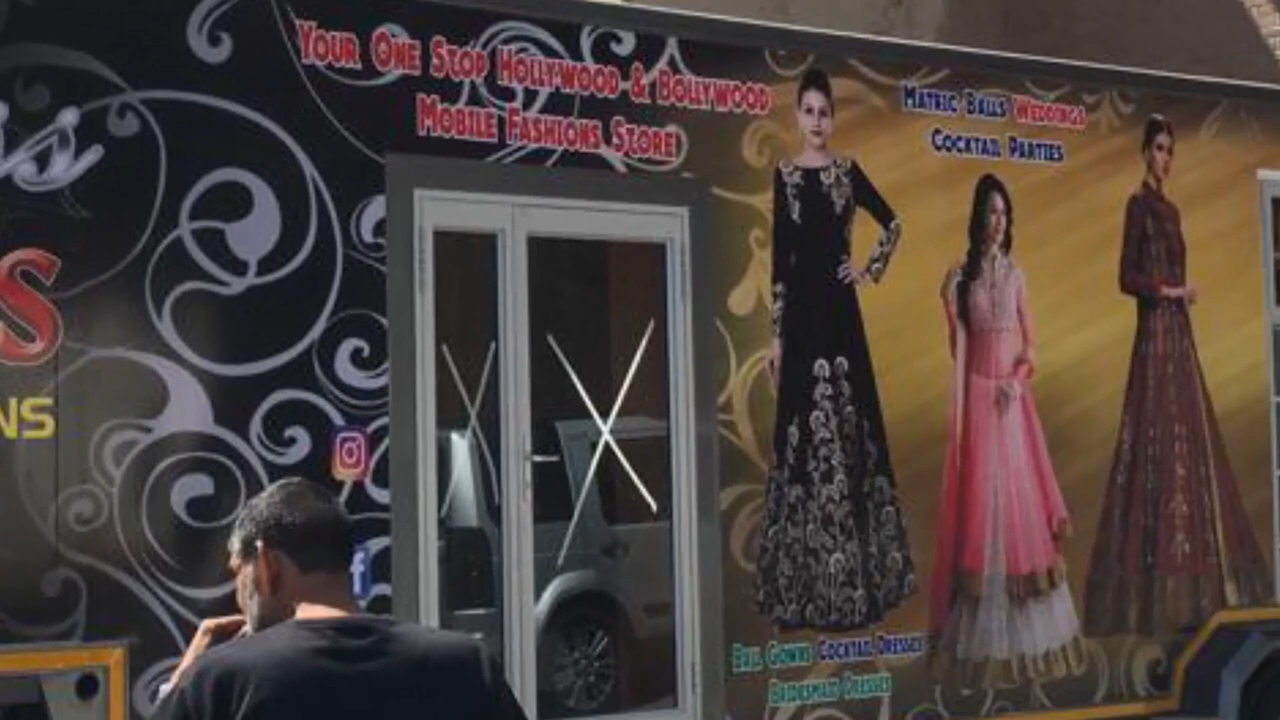 Your One Stop Hollywood & Bollywood
Mobile Fashions Store!
Matric Balls Weddings
Cocktail Parties
Ball Gowns Cocktail Dresses
Bridesmaid Dresses
s
S
NS
f